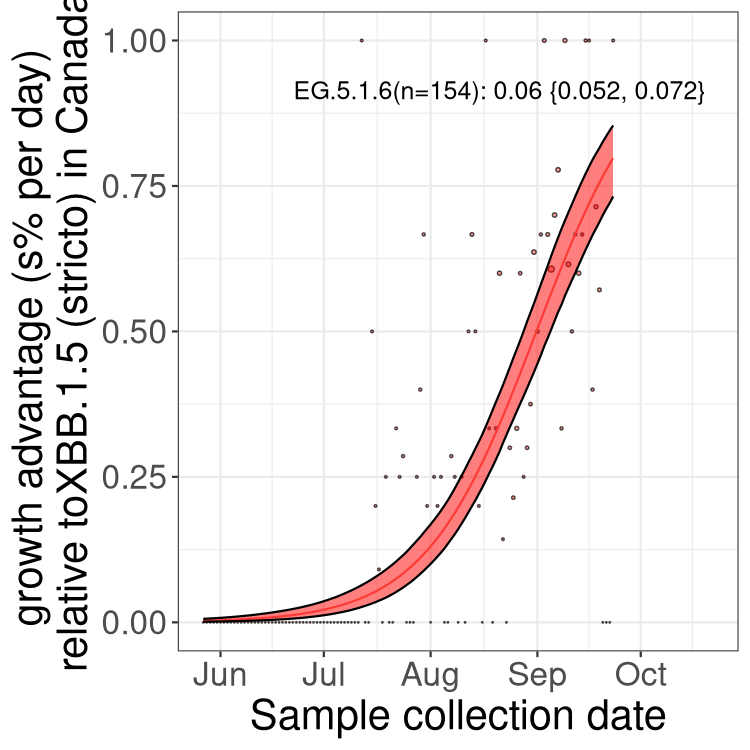 growth advantage (s% per day)
relative toXBB.1.5 (stricto) in Canada
1.00
0.75
0.50
0.25
0.00
EG.5.1.6(n=154): 0.06 {0.052, 0.072}
Jun Jul Aug Sep Oct
Sample collection date